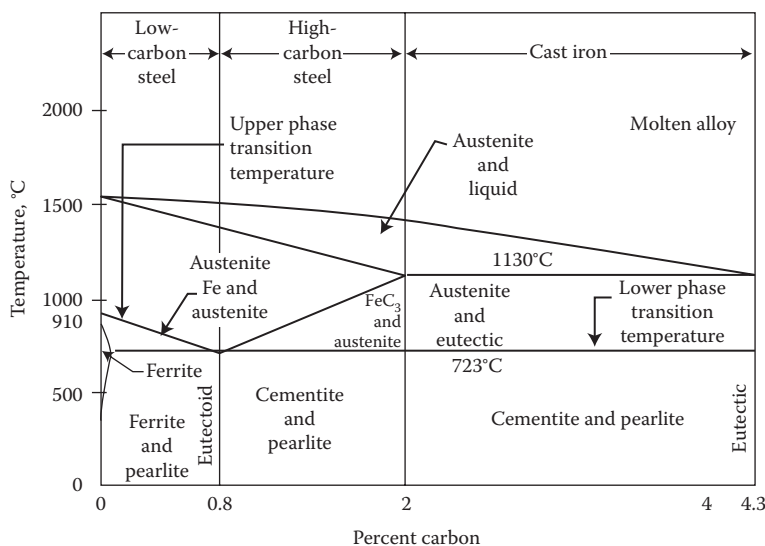 Low-
carbon
steel
High-
carbon
steel
Cast iron
Temperature, °C
2000
1500
1000
910
500
0
Upper phase
transition
temperature
Austenite
and
liquid
Molten alloy
1130°C
Austenite
Fe and
austenite
FeC3
and
austenite
Austenite
and
eutectic
Lower phase
transition
temperature
723°C
Ferrite
Ferrite
and
pearlite
Eutectoid
Cementite
and
pearlite
Cementite and pearlite
Eutectic
0
0.8
2
4
4.3
Percent carbon